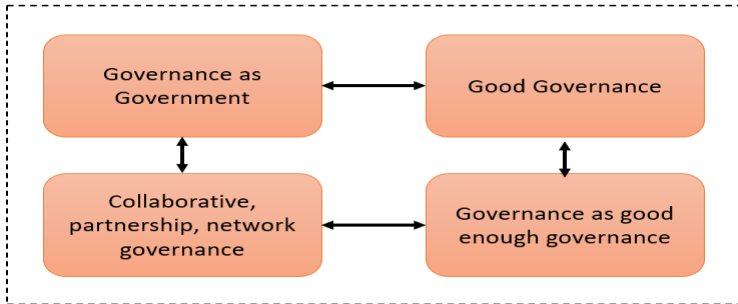 Governance as
Government
Good Governance
Collaborative,
partnership, network
governance
Governance as good
enough governance